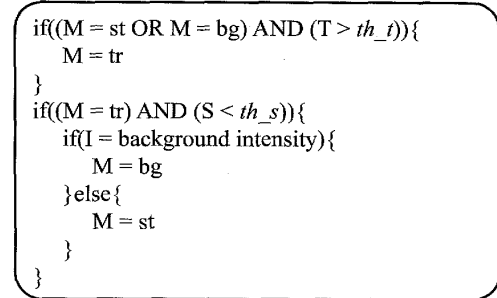 if((M = st OR M = bg) AND (T > th_t)){
M = tr
}
if((M = tr) AND (S < th_s)){
if(I = background intensity){
M = bg
}else{
M = st
}
}